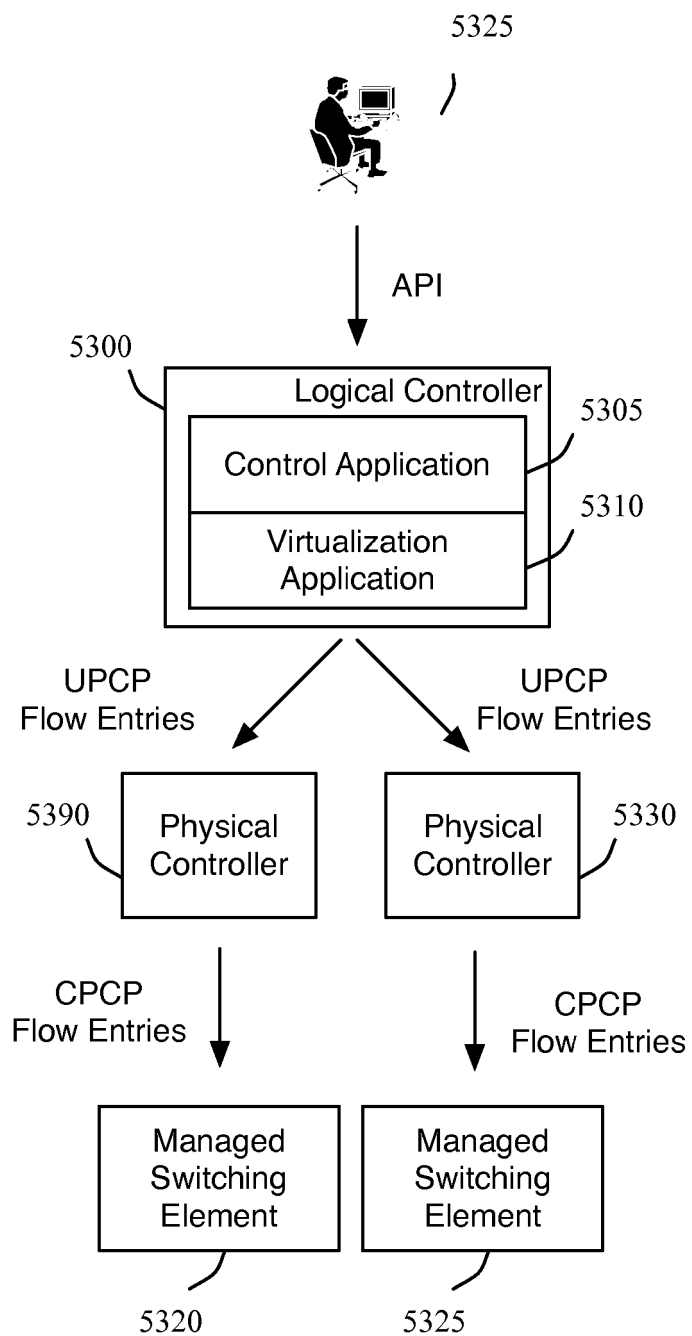 5325
API
5300
Logical Controller
5305
Control Application
5310
Virtualization
Application
UPCP
Flow Entries
UPCP
Flow Entries
5390
Physical
Controller
Physical
Controller
5330
CPCP
Flow Entries
CPCP
Flow Entries
Managed
Switching
Element
Managed
Switching
Element
5320
5325